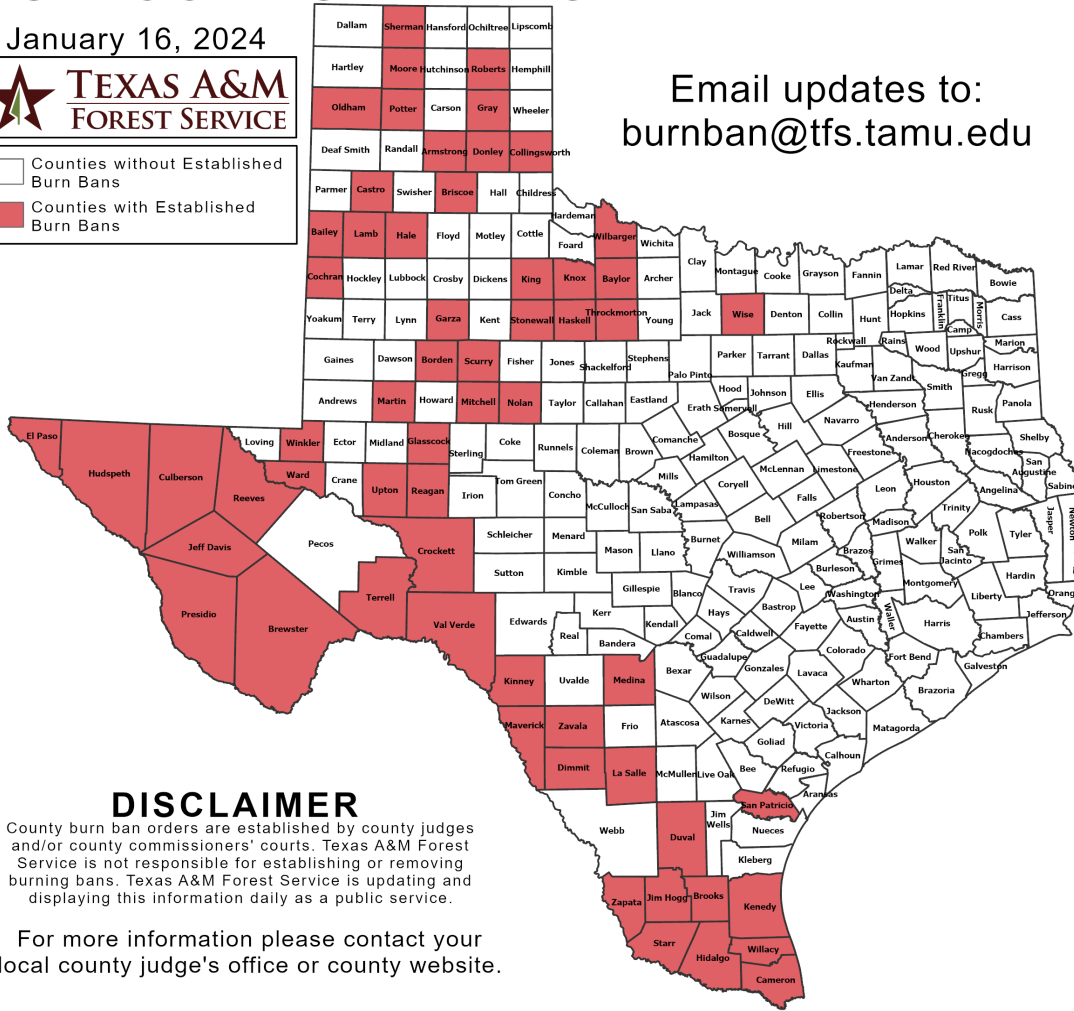 January 16, 2024
TEXAS A&M
FOREST SERVICE
Counties without Established
Burn Bans
Counties with Established
Burn Bans
Email updates to:
burnban@tfs.tamu.edu
Dallam Sherman Hansford Ochiltree Lipscomb
Hartley Moore Hutchinson Roberts Hemphill
Oldham Potter Carson Gray Wheeler
Deaf Smith Randall Armstrong Donley Collingsworth
Parmer Castro Swisher Briscoe Hall Childress
Hardeman
Bailey Lamb Hale Floyd Motley Cottle Foard Wilbarger Wichita
Clay Montague Cooke Grayson Fannin Lamar Red River Bowie
Cochran Hockley Lubbock Crosby Dickens King Knox Baylor Archer
Delta Titus Franklin Morris
Yoakum Terry Lynn Garza Kent Stonewall Haskell Throckmorton Young Jack Wise Denton Collin Hunt Hopkins Camp Cass
Rockwall Rains Wood Upshur Marion
Gaines Dawson Borden Scurry Fisher Jones Shackelford Stephens Palo Pinto Parker Tarrant Dallas Kaufman Van Zandt Gregg Harrison
Andrews Martin Howard Mitchell Nolan Taylor Callahan Eastland Erath Hood Somervell Johnson Ellis Henderson Smith Rusk Panola
Comanche Bosque Hill Navarro Anderson Cherokee Nacogdoches Shelby
El Paso Hudspeth Culberson Reeves Loving Winkler Ector Midland Glasscock Sterling Coke Runnels Coleman Brown Hamilton Freestone San
Augustine Sabine
Ward Crane Upton Reagan Irion Tom Green Concho McCulloch San Saba Mills Lampasas Coryell McLennan Limestone Falls Leon Houston Angelina
Jeff Davis Pecos Crockett Schleicher Menard Mason Llano Burnet Bell Milam Robertson Madison Trinity Polk Tyler Jasper Newton
Presidio Brewster Terrell Val Verde Sutton Kimble Gillespie Blanco Williamson Travis Burleson Brazos Grimes Walker San
Jacinto Hardin
Edwards Real Kerr Bandera Kendall Comal Hays Caldwell Bastrop Lee Washington Fayette Austin Waller Montgomery Harris Liberty Chambers Jefferson
Kinney Uvalde Medina Bexar Guadalupe Wilson Gonzales Lavaca Colorado Wharton Fort Bend Brazoria Galveston
Maverick Zavala Frio Atascosa Karnes DeWitt Victoria Jackson Matagorda
Dimmit La Salle McMullen Live Oak Bee Goliad Refugio Calhoun
Aransas
Webb Duval Jim
Wells San Patricio Nueces
Kleberg
Zapata Jim Hogg Brooks Kenedy
Starr Hidalgo Willacy
Cameron
DISCLAIMER
County burn ban orders are established by county judges
and/or county commissioners' courts. Texas A&M Forest
Service is not responsible for establishing or removing
burning bans. Texas A&M Forest Service is updating and
displaying this information daily as a public service.
For more information please contact your
local county judge's office or county website.